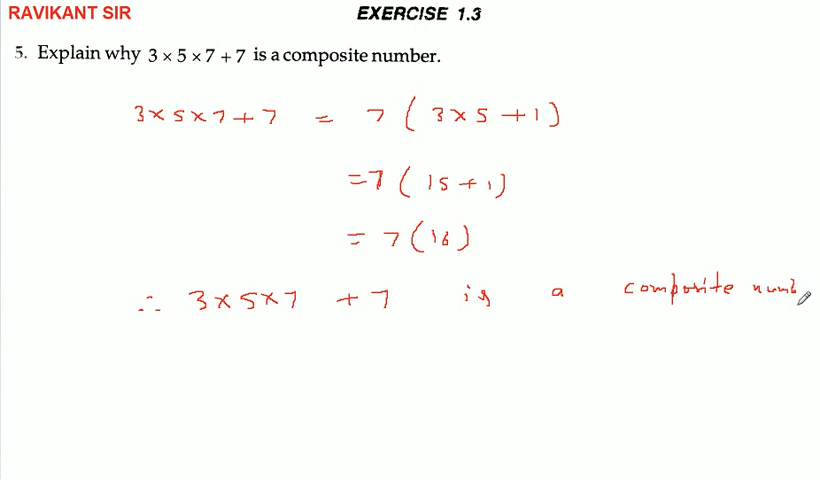 RAVIKANT SIR EXERCISE 1.3
5. Explain why 3 × 5 × 7 + 7 is a composite number.
3 × 5 × 7 + 7 = 7 ( 3 × 5 + 1 )
= 7 ( 15 + 1 )
= 7 ( 16 )
∴ 3 × 5 × 7 + 7 is a composite numb